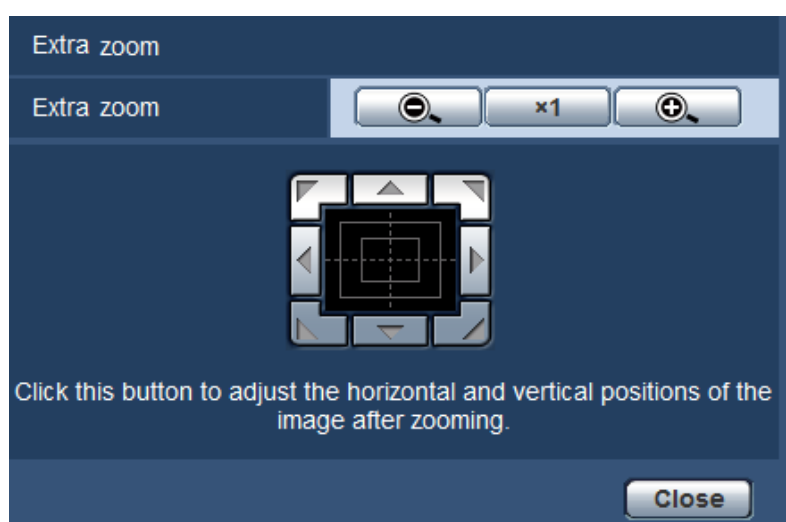 Extra zoom
Extra zoom
×1
Click this button to adjust the horizontal and vertical positions of the
image after zooming.
Close